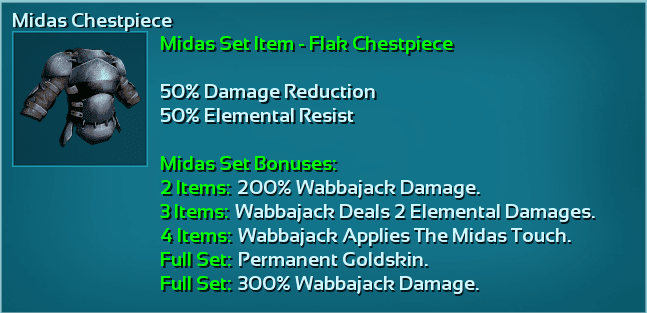 Midas Chestpiece
Midas Set Item - Flak Chestpiece
50% Damage Reduction
50% Elemental Resist
Midas Set Bonuses:
2 Items: 200% Wabbajack Damage.
3 Items: Wabbajack Deals 2 Elemental Damages.
4 Items: Wabbajack Applies The Midas Touch.
Full Set: Permanent Goldskin.
Full Set: 300% Wabbajack Damage.